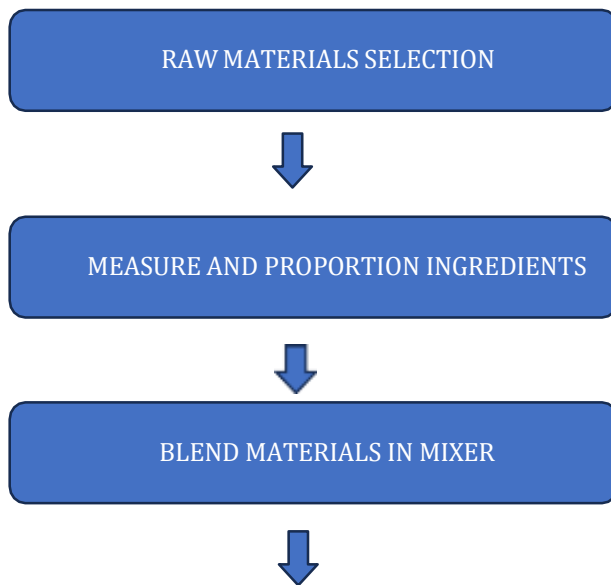 RAW MATERIALS SELECTION
MEASURE AND PROPORTION INGREDIENTS
BLEND MATERIALS IN MIXER